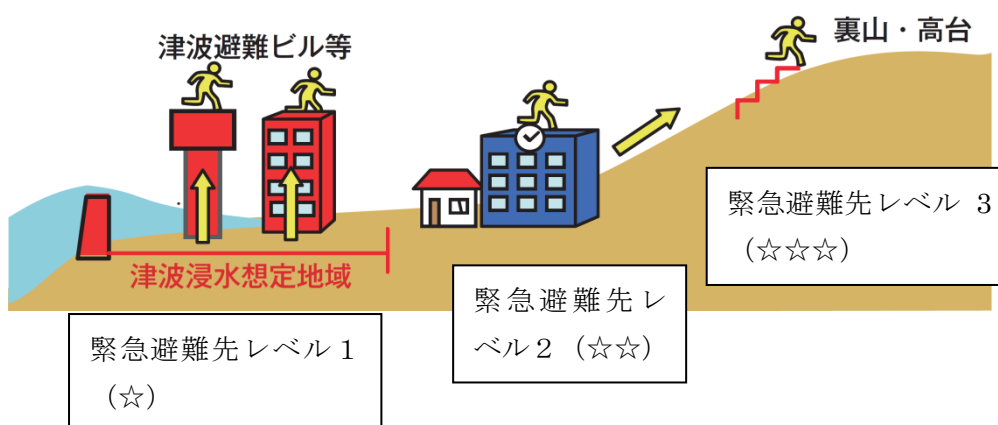 裏山・高台
津波避難ビル等
津波浸水想定地域
緊急避難先レベル 3
（☆☆☆）
緊急避難先レ
ベル２（☆☆）
緊急避難先レベル１
（☆）